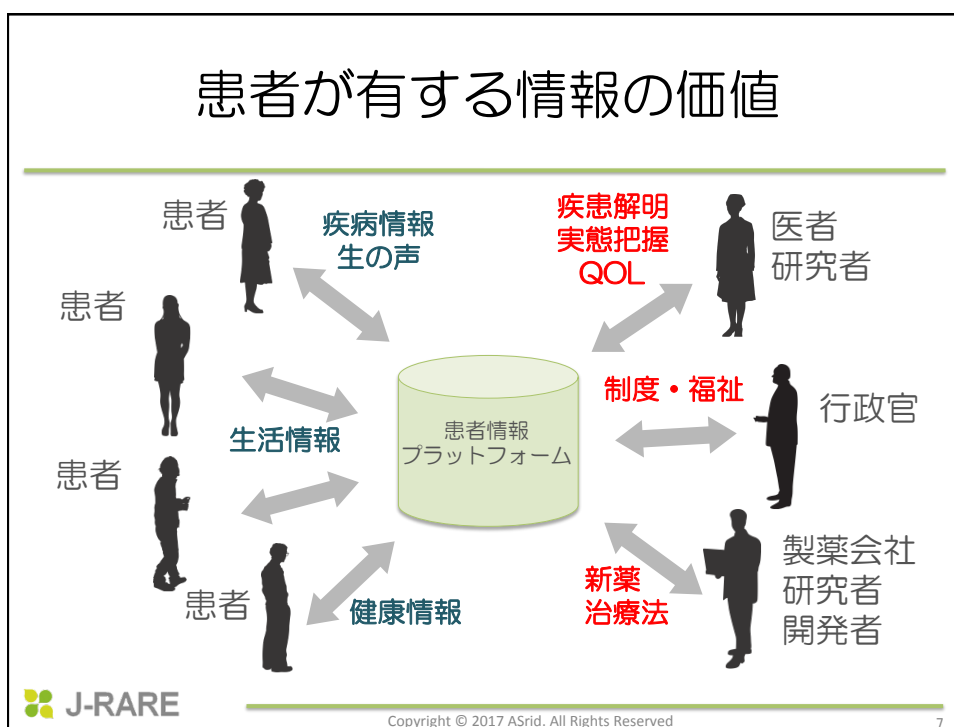 患者が有する情報の価値
患者
疾病情報
生の声
患者
生活情報
患者
患者
健康情報
患者情報
プラットフォーム
疾患解明
実態把握
QOL
医者
研究者
制度・福祉
行政官
新薬
治療法
製薬会社
研究者
開発者
J-RARE
Copyright © 2017 ASrid. All Rights Reserved
7